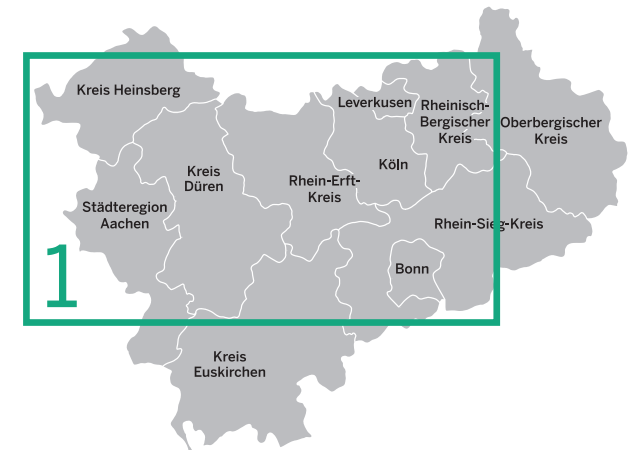 Kreis Heinsberg
Leverkusen
Rheinisch-
Bergischer
Kreis
Oberbergischer
Kreis
Köln
Kreis
Düren
Rhein-Erft-
Kreis
Städteregion
Aachen
Rhein-Sieg-Kreis
Bonn
1
Kreis
Euskirchen